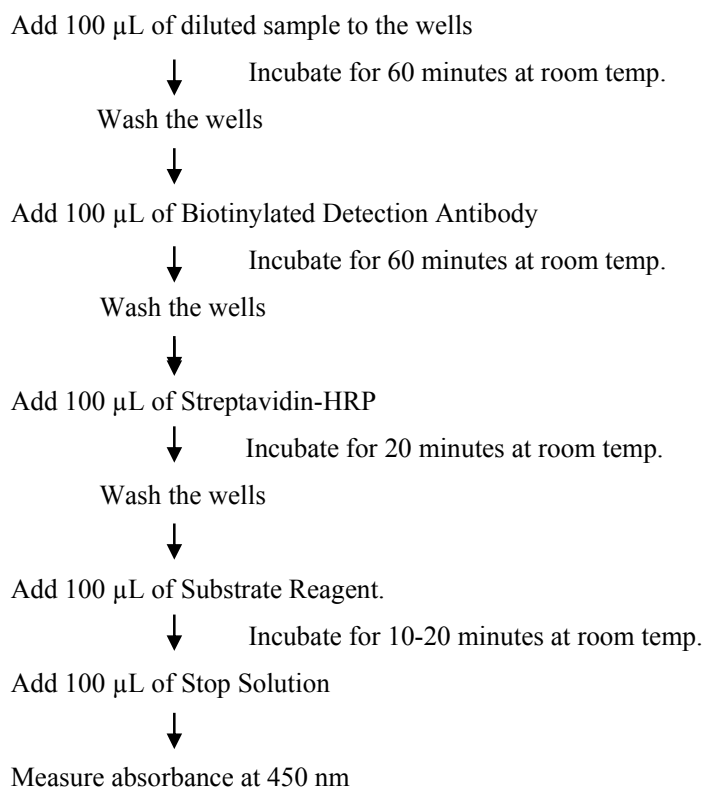 Add 100 µL of diluted sample to the wells
Incubate for 60 minutes at room temp.
Wash the wells
Add 100 µL of Biotinylated Detection Antibody
Incubate for 60 minutes at room temp.
Wash the wells
Add 100 µL of Streptavidin-HRP
Incubate for 20 minutes at room temp.
Wash the wells
Add 100 µL of Substrate Reagent.
Incubate for 10-20 minutes at room temp.
Add 100 µL of Stop Solution
Measure absorbance at 450 nm